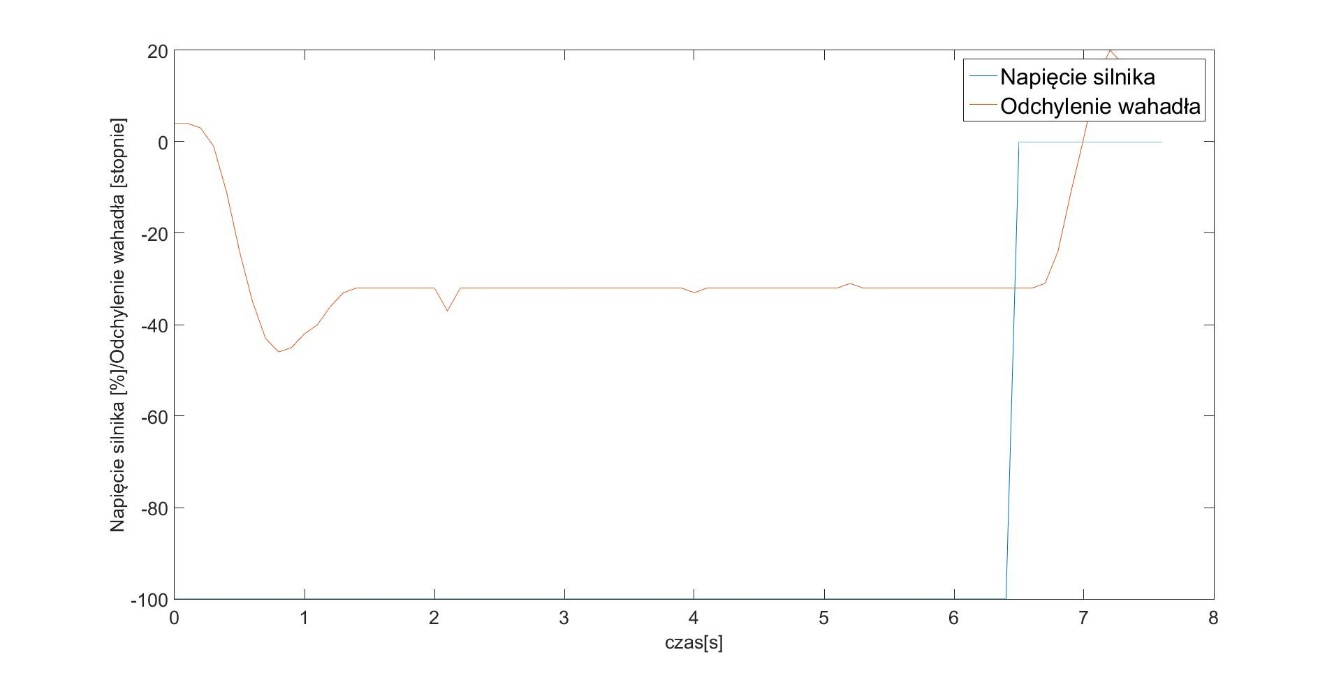 20
0
-20
-40
-60
-80
-100
0 1 2 3 4 5 6 7 8
czas[s]
Napięcie silnika [%]/Odchylenie wahadła [stopnie]
Napięcie silnika
Odchylenie wahadła